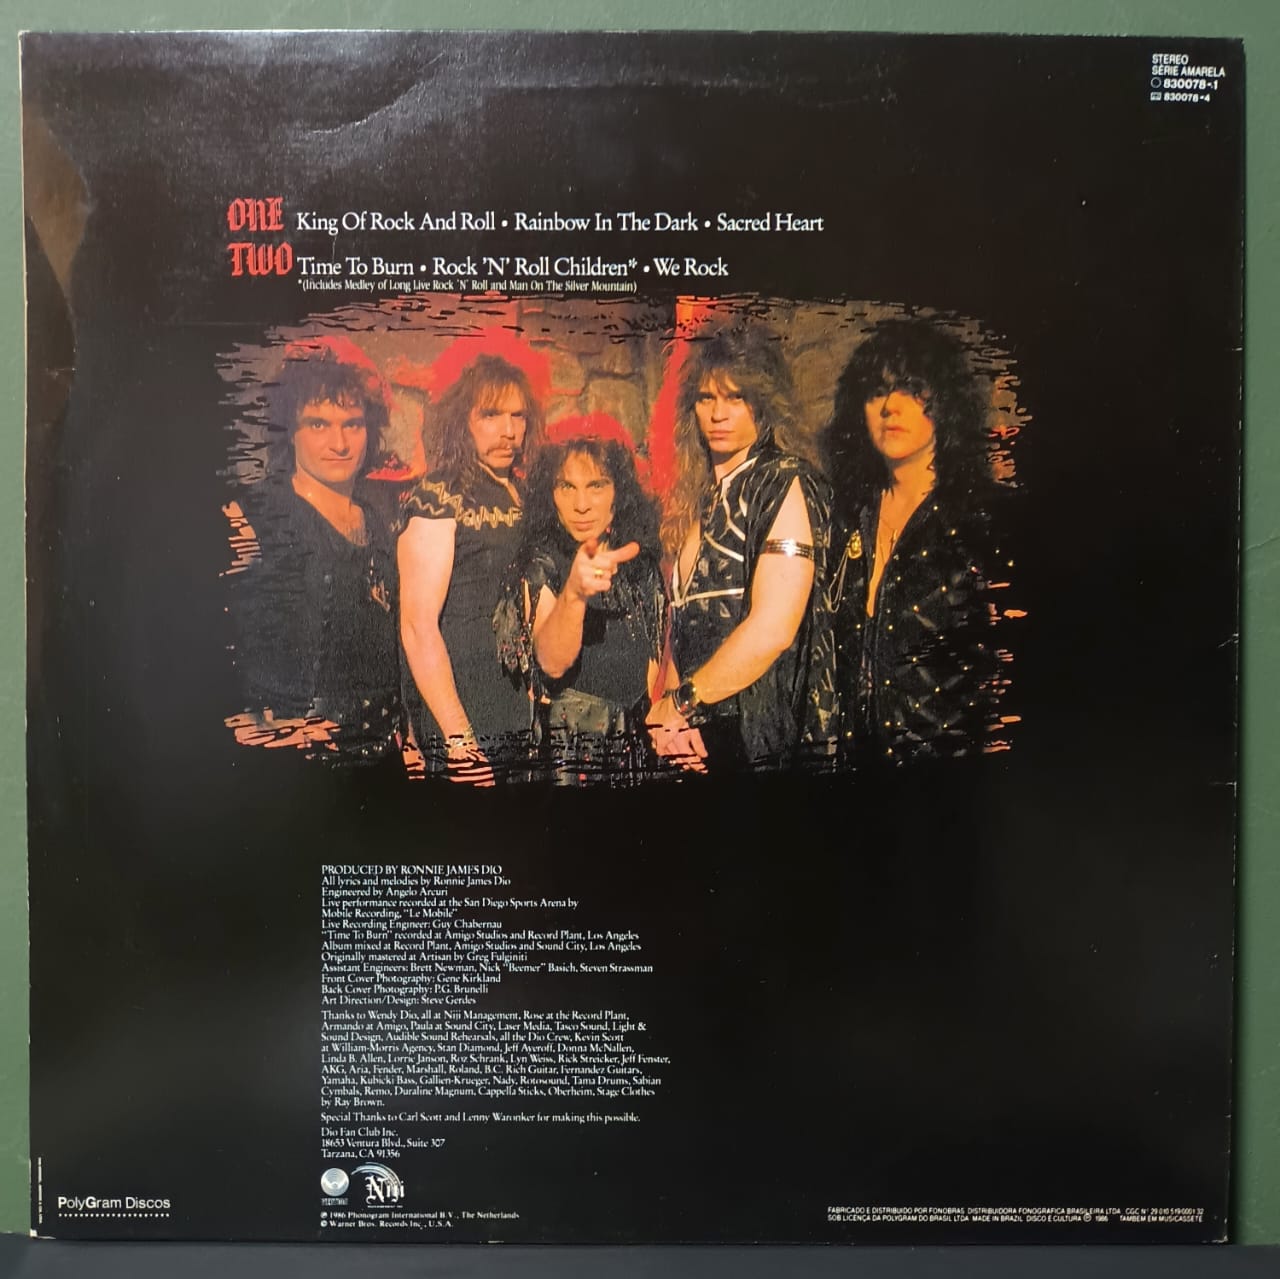 STEREO
SÉRIE AMARELA
830078-1
830078-4
ONE King Of Rock And Roll • Rainbow In The Dark • Sacred Heart
TWO Time To Burn • Rock 'N' Roll Children* • We Rock
*(Includes Medley of Long Live Rock 'N' Roll and Man On The Silver Mountain)
PRODUCED BY RONNIE JAMES DIO
All lyrics and melodies by Ronnie James Dio
Engineered by Angelo Arcuri
Live performance recorded at the San Diego Sports Arena by
Mobile Recording, "Le Mobile"
Live Recording Engineer: Guy Chabernau
"Time To Burn" recorded at Amigo Studios and Record Plant, Los Angeles
Album mixed at Record Plant, Amigo Studios and Sound City, Los Angeles
Originally mastered at Artisan by Greg Fulginiti
Assistant Engineers: Brett Newman, Nick "Beemer" Basich, Steven Strassman
Front Cover Photography: Gene Kirkland
Back Cover Photography: P.G. Brunelli
Art Direction/Design: Steve Gerdes
Thanks to Wendy Dio, all at Niji Management, Rose at the Record Plant,
Armando at Amigo, Paula at Sound City, Laser Media, Tasco Sound, Light &
Sound Design, Audible Sound Rehearsals, all the Dio Crew, Kevin Scott
at William-Morris Agency, Stan Diamond, Jeff Ayeroff, Donna McNallen,
Linda B. Allen, Lorrie Janson, Roz Schrank, Lyn Weiss, Rick Streicker, Jeff Fenster,
AKG, Aria, Fender, Marshall, Roland, B.C. Rich Guitar, Fernandez Guitars,
Yamaha, Kubicki Bass, Gallien-Krueger, Nady, Rotosound, Tama Drums, Sabian
Cymbals, Remo, Duraline Magnum, Cappella Sticks, Oberheim, Stage Clothes
by Ray Brown.
Special Thanks to Carl Scott and Lenny Waronker for making this possible.
Dio Fan Club Inc.
18653 Ventura Blvd., Suite 307
Tarzana, CA 91356
Niji
PolyGram Discos
℗ 1986 Phonogram International B.V., The Netherlands
© Warner Bros. Records Inc., U.S.A.
FABRICADO E DISTRIBUIDO POR FONOBRAS DISTRIBUIDORA FONOGRAFICA BRASILEIRA LTDA CGC N° 29 010 519/0001 32
SOB LICENÇA DA POLYGRAM DO BRASIL LTDA MADE IN BRAZIL DISCO É CULTURA ℗ 1986 TAMBEM EM MUSICASSETE